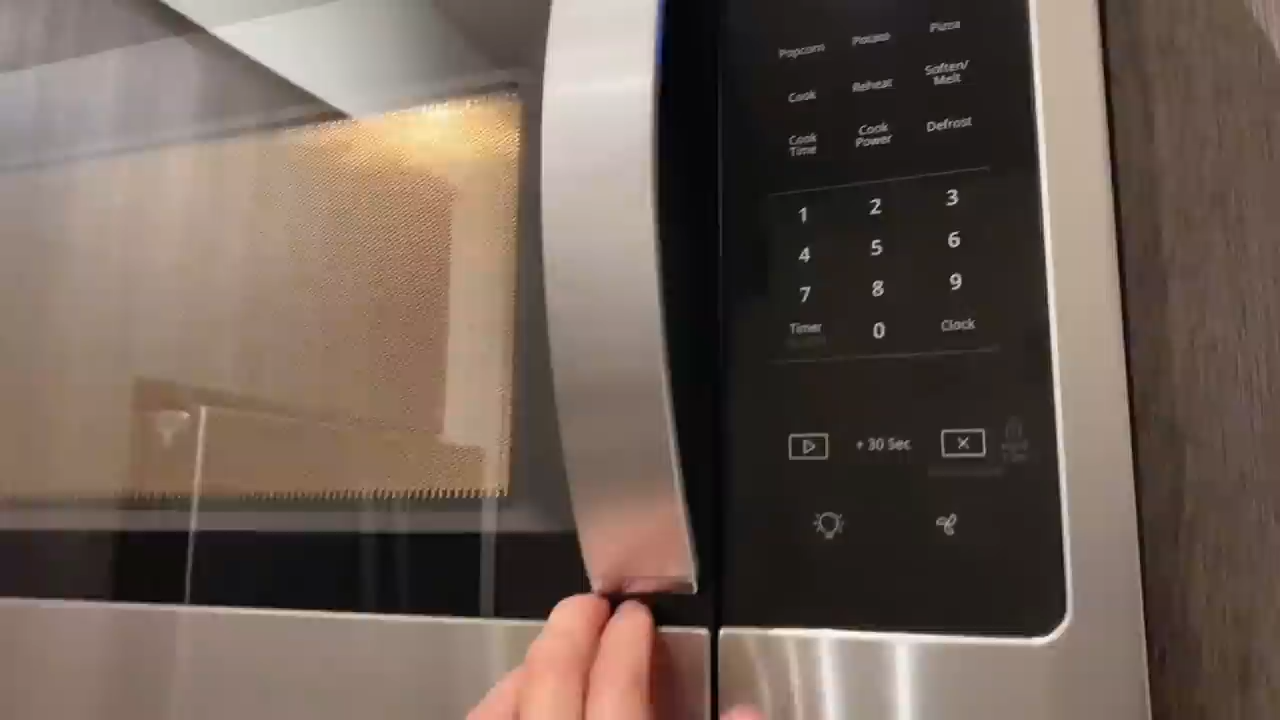 Popcorn Potato Pizza
Cook Reheat Soften/
Melt
Cook
Time Cook
Power Defrost
1 2 3
4 5 6
7 8 9
Timer 0 Clock
+ 30 Sec